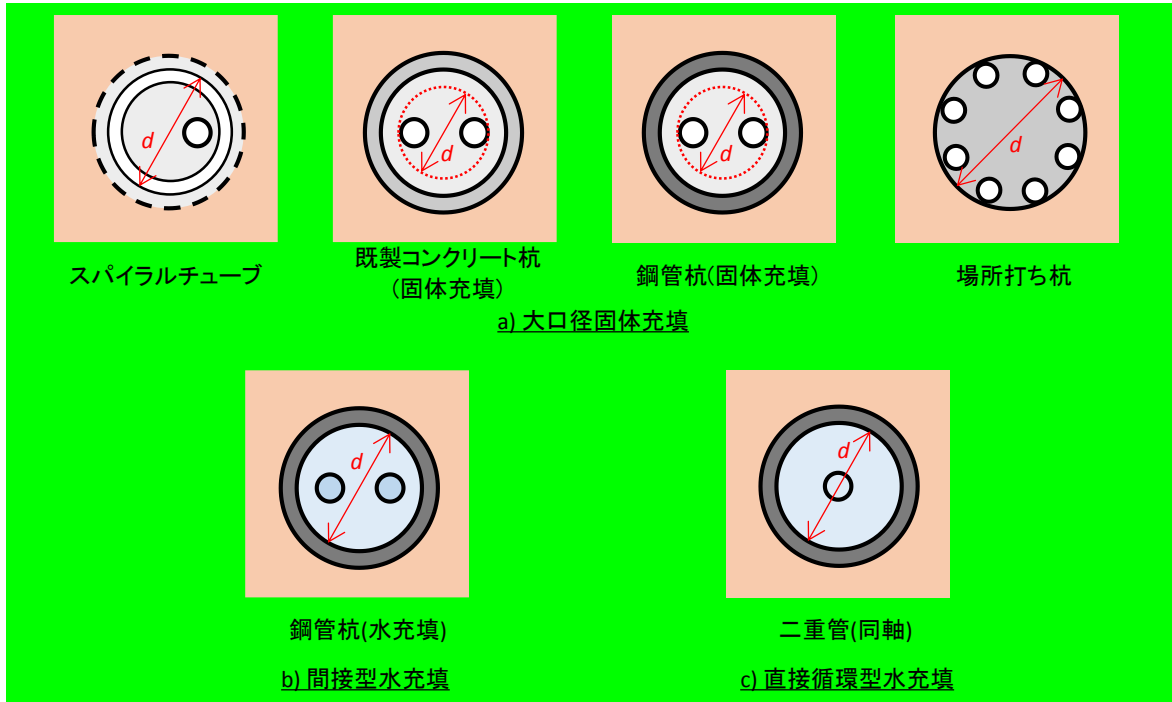 d
d
d
d
スパイラルチューブ
既製コンクリート杭
(固体充填)
鋼管杭(固体充填)
場所打ち杭
a) 大口径固体充填
d
d
鋼管杭(水充填)
二重管(同軸)
b) 間接型水充填
c) 直接循環型水充填